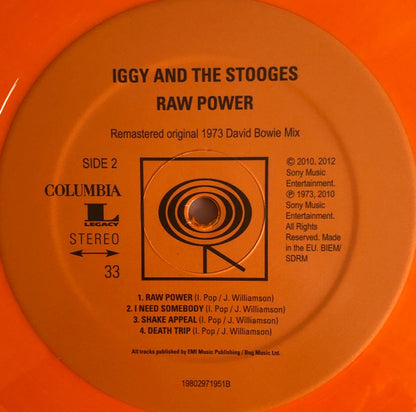 IGGY AND THE STOOGES
RAW POWER
Remastered original 1973 David Bowie Mix
SIDE 2
COLUMBIA
L
LEGACY
STEREO
33
© 2010, 2012
Sony Music
Entertainment.
℗ 1973, 2010
Sony Music
Entertainment.
All Rights
Reserved. Made
in the EU. BIEM/
SDRM
1. RAW POWER (I. Pop / J. Williamson)
2. I NEED SOMEBODY (I. Pop / J. Williamson)
3. SHAKE APPEAL (I. Pop / J. Williamson)
4. DEATH TRIP (I. Pop / J. Williamson)
All tracks published by EMI Music Publishing / Bug Music Ltd.
19802971951B